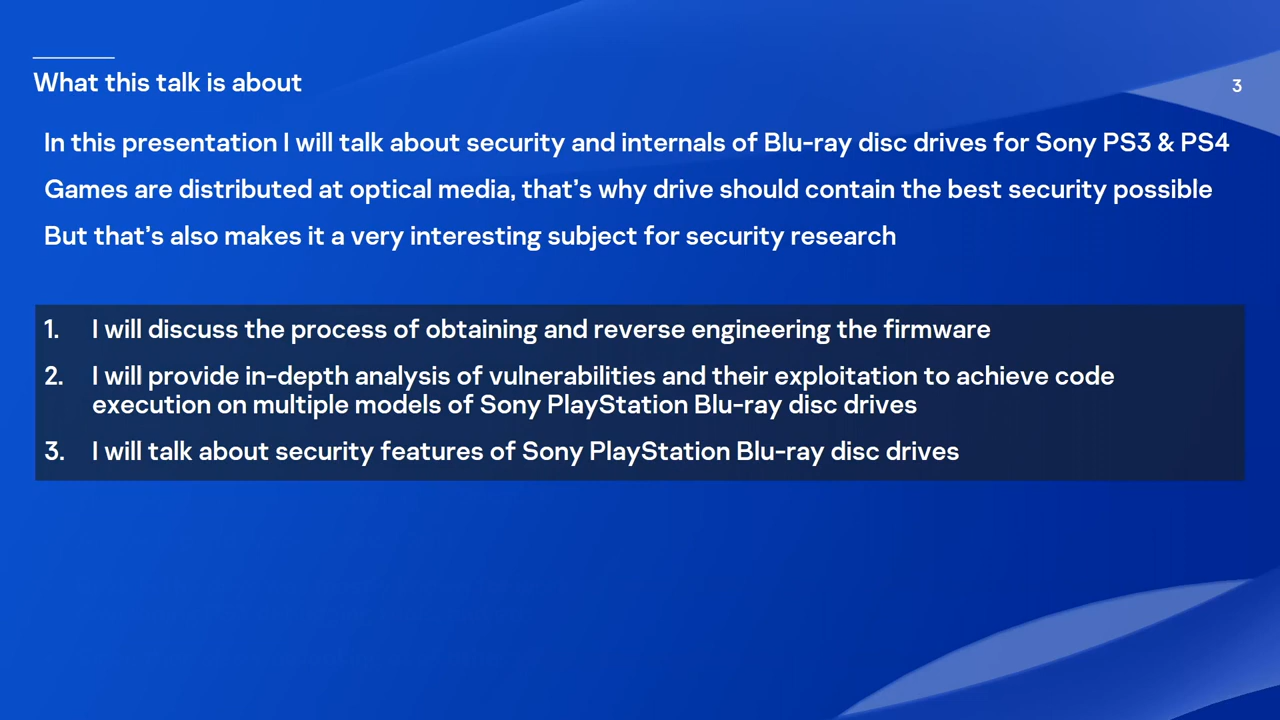 What this talk is about
3
In this presentation I will talk about security and internals of Blu-ray disc drives for Sony PS3 & PS4
Games are distributed at optical media, that's why drive should contain the best security possible
But that's also makes it a very interesting subject for security research
1. I will discuss the process of obtaining and reverse engineering the firmware
2. I will provide in-depth analysis of vulnerabilities and their exploitation to achieve code
execution on multiple models of Sony PlayStation Blu-ray disc drives
3. I will talk about security features of Sony PlayStation Blu-ray disc drives